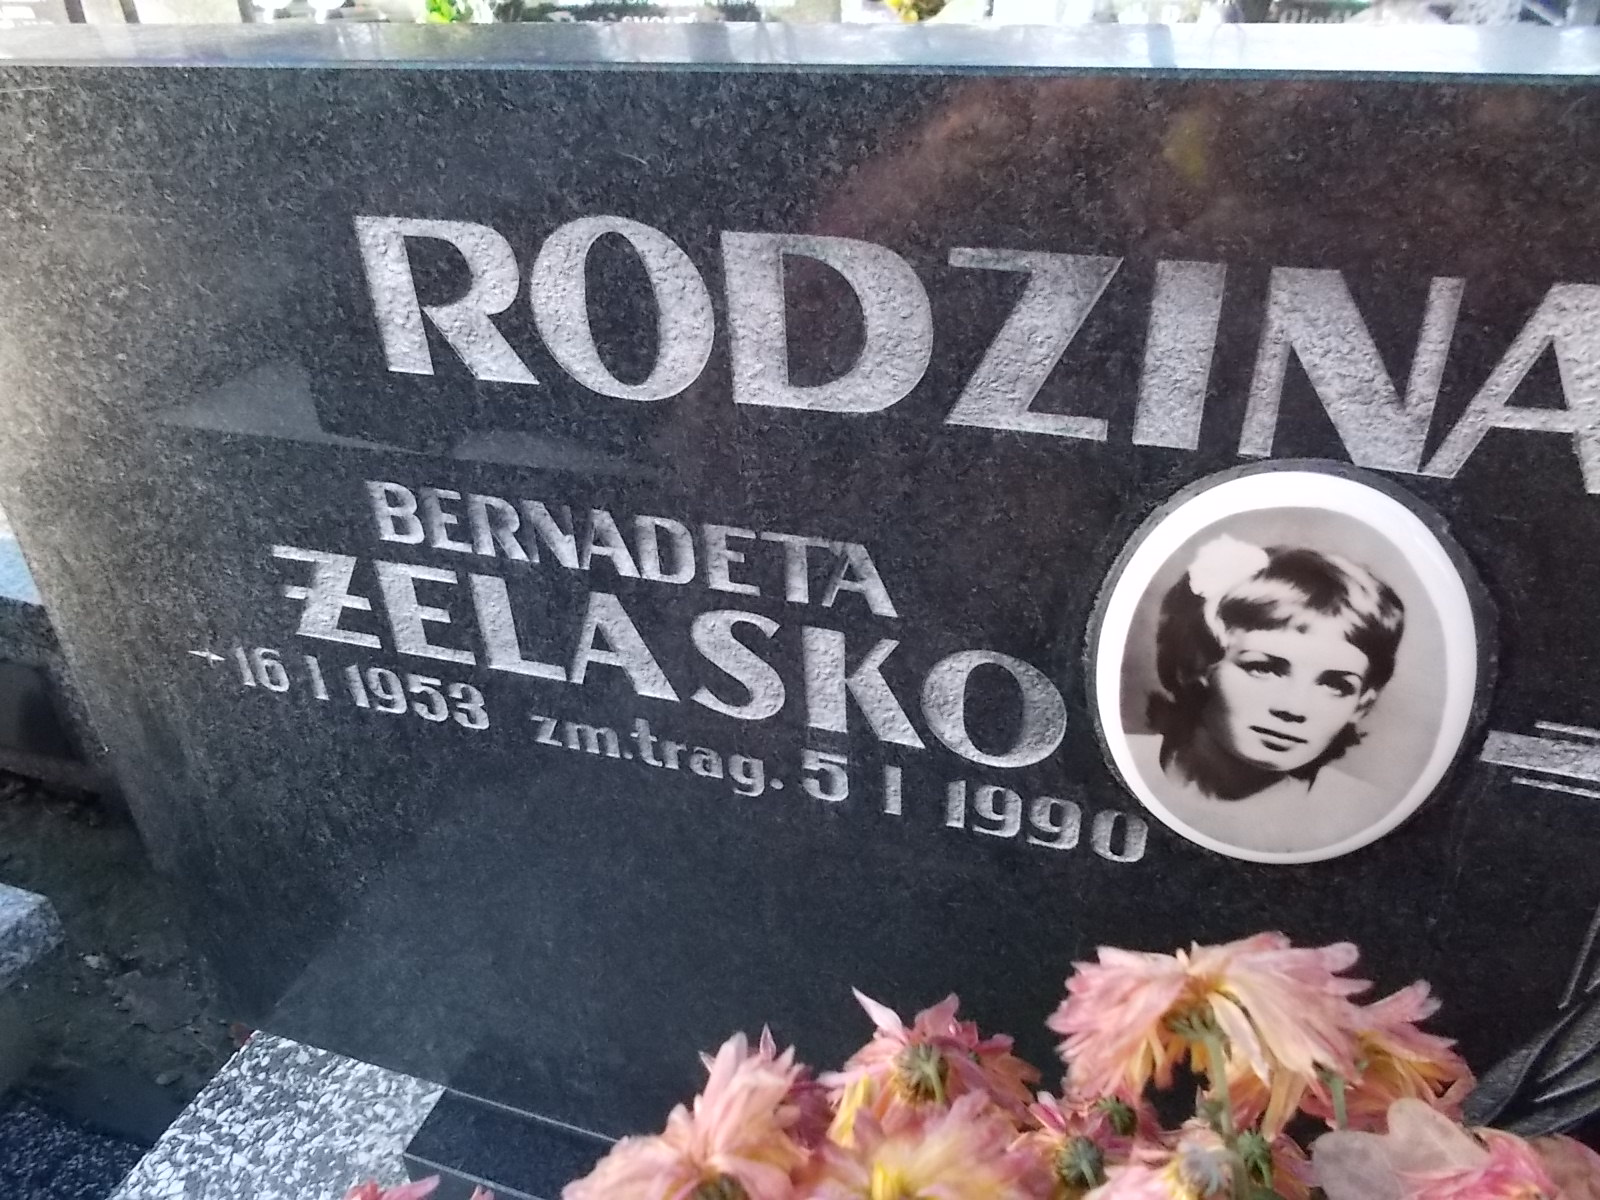 RODZINA
BERNADETA
ŻELASKO
16 I 1953 zm.trag. 5 I 1990